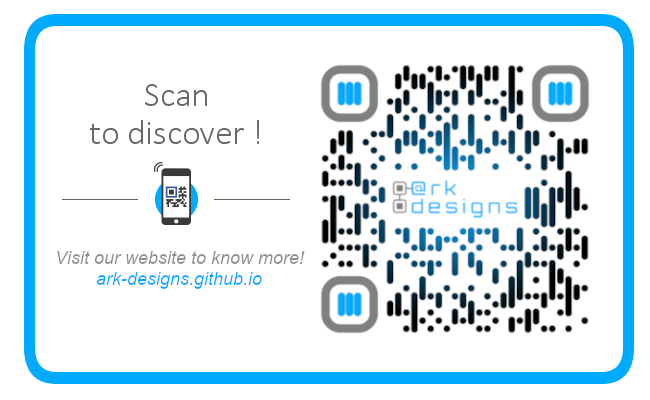 Scan
to discover !
Visit our website to know more!
ark-designs.github.io
@rk
designs